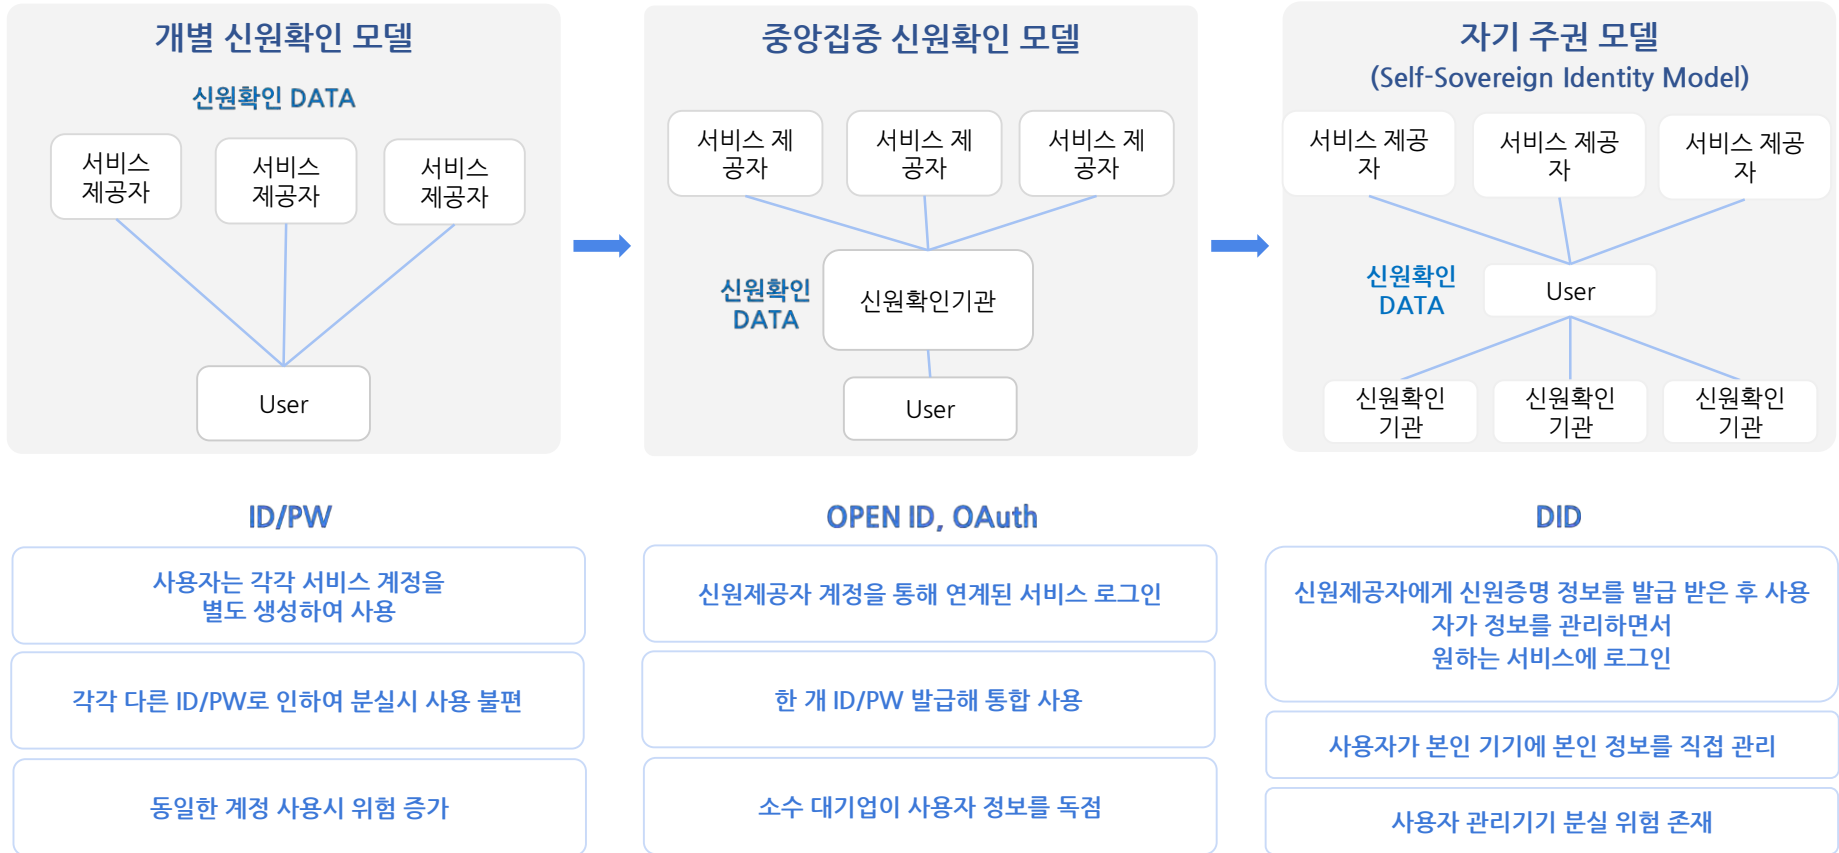 개별 신원확인 모델
신원확인 DATA
서비스
제공자
서비스
제공자
서비스
제공자
User
중앙집중 신원확인 모델
서비스 제
공자
서비스 제
공자
서비스 제
공자
신원확인
DATA
신원확인기관
User
자기 주권 모델
(Self-Sovereign Identity Model)
서비스 제공
자
서비스 제공
자
서비스 제공
자
신원확인
DATA
User
신원확인
기관
신원확인
기관
신원확인
기관
ID/PW
사용자는 각각 서비스 계정을
별도 생성하여 사용
각각 다른 ID/PW로 인하여 분실시 사용 불편
동일한 계정 사용시 위험 증가
OPEN ID, OAuth
신원제공자 계정을 통해 연계된 서비스 로그인
한 개 ID/PW 발급해 통합 사용
소수 대기업이 사용자 정보를 독점
DID
신원제공자에게 신원증명 정보를 발급 받은 후 사용
자가 정보를 관리하면서
원하는 서비스에 로그인
사용자가 본인 기기에 본인 정보를 직접 관리
사용자 관리기기 분실 위험 존재